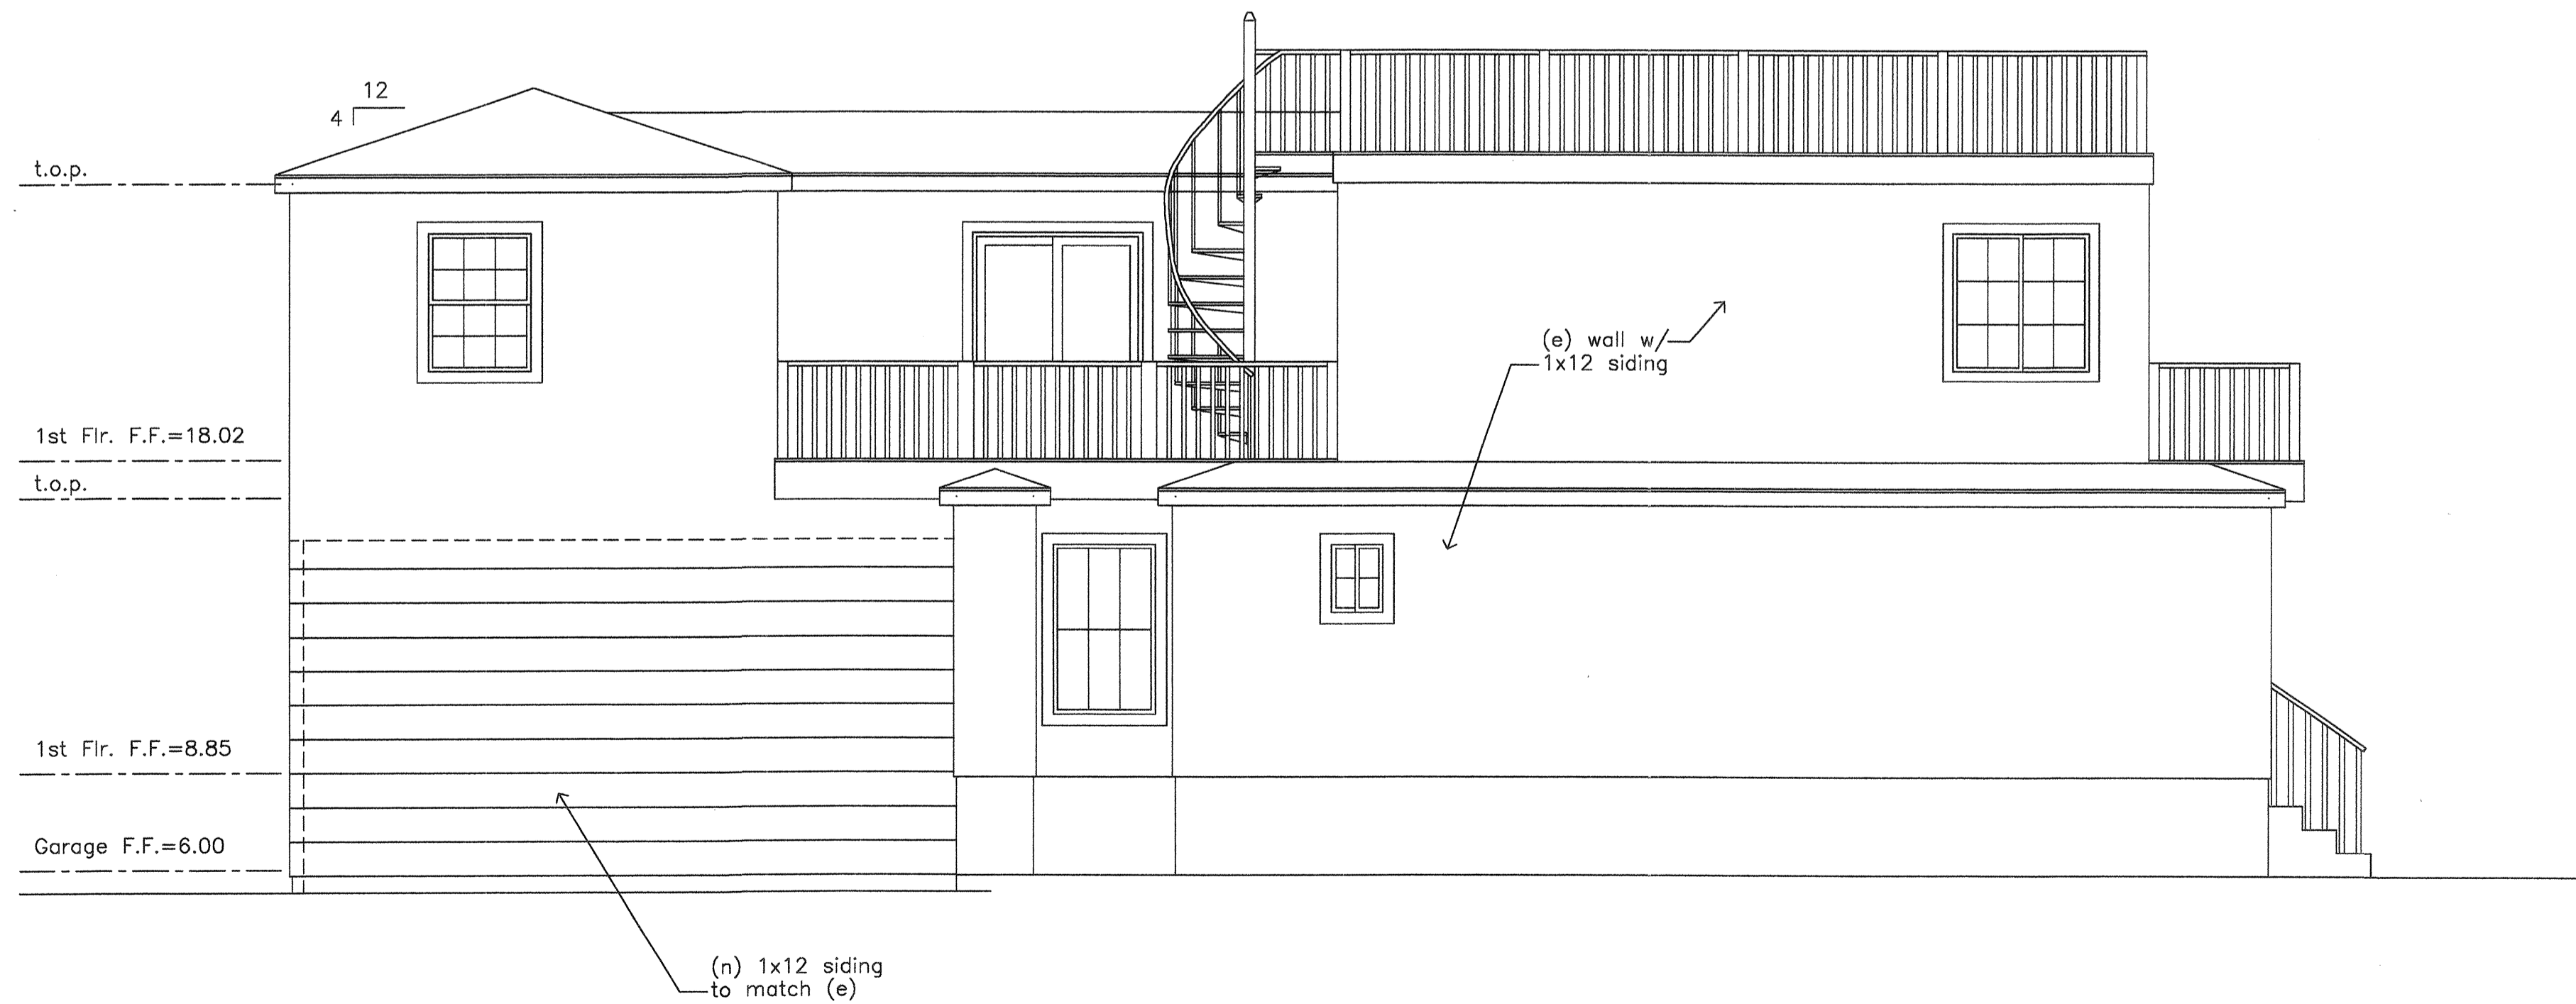 12
4
t.o.p.
(e) wall w/
1x12 siding
1st Flr. F.F.=18.02
t.o.p.
1st Flr. F.F.=8.85
Garage F.F.=6.00
(n) 1x12 siding
to match (e)